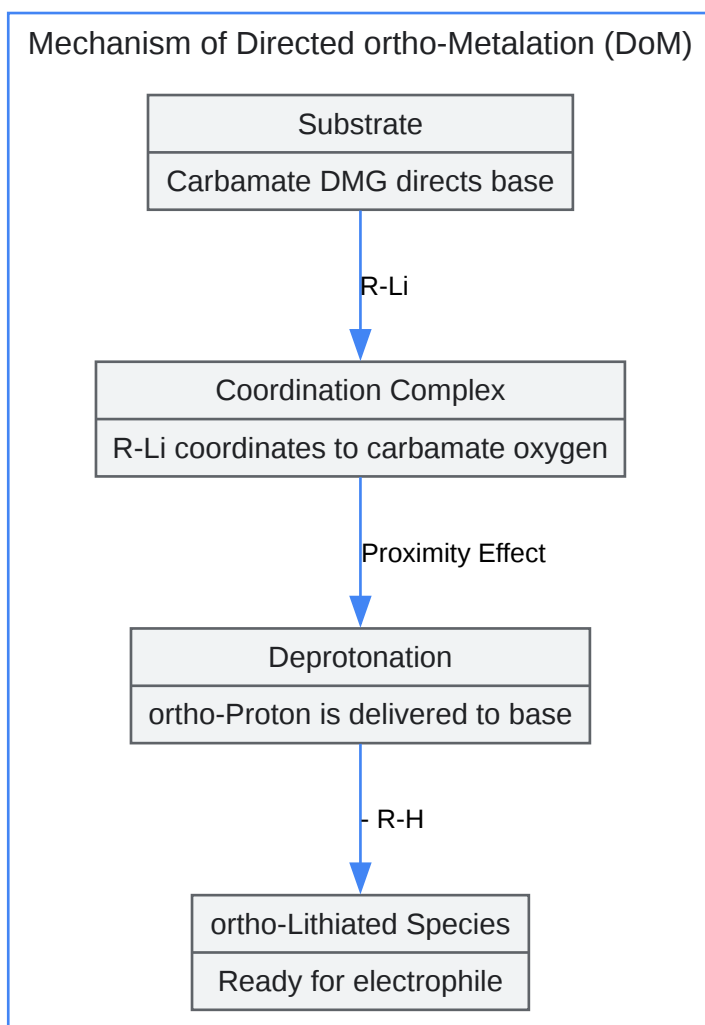 Mechanism of Directed ortho-Metalation (DoM)
Substrate
Carbamate DMG directs base
R-Li
Coordination Complex
R-Li coordinates to carbamate oxygen
Proximity Effect
Deprotonation
ortho-Proton is delivered to base
- R-H
ortho-Lithiated Species
Ready for electrophile